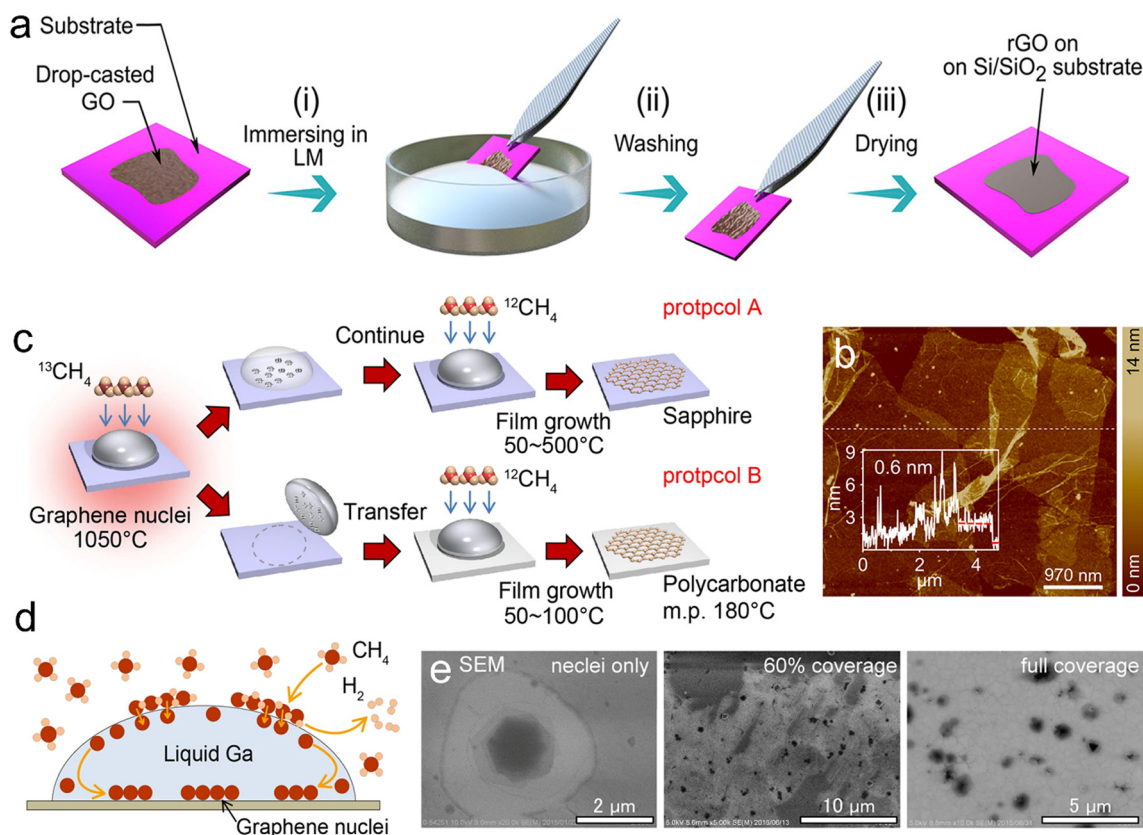 a
Substrate
Drop-casted
GO
(i)
Immersing in
LM
(ii)
Washing
(iii)
Drying
rGO on
on Si/SiO₂ substrate
c
¹³CH₄
Graphene nuclei
1050°C
Continue
¹²CH₄
Film growth
50~500°C
protpcol A
Sapphire
Transfer
¹²CH₄
Film growth
50~100°C
protpcol B
Polycarbonate
m.p. 180°C
b
14 nm
0 nm
0.6 nm
9
6
3
nm
0
2
4
µm
970 nm
d
CH₄
H₂
Liquid Ga
Graphene nuclei
e
SEM
neclei only
2 µm
60% coverage
10 µm
full coverage
5 µm